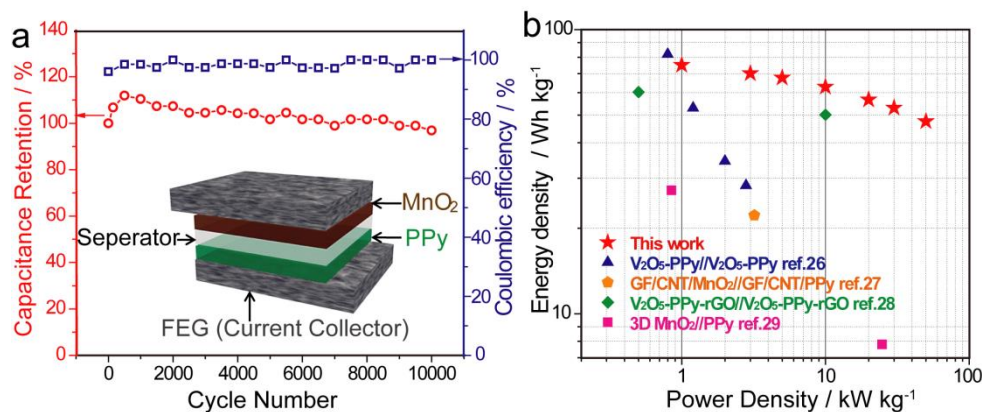 a
140
120
100
80
60
40
20
0
Capacitance Retention / %
100
80
60
40
20
0
Coulombic efficiency / %
MnO₂
Seperator
PPy
FEG (Current Collector)
0 2000 4000 6000 8000 10000
Cycle Number
b
100
10
Energy density / Wh kg⁻¹
This work
V₂O₅-PPy//V₂O₅-PPy ref.26
GF/CNT/MnO₂//GF/CNT/PPy ref.27
V₂O₅-PPy-rGO//V₂O₅-PPy-rGO ref.28
3D MnO₂//PPy ref.29
1 10 100
Power Density / kW kg⁻¹